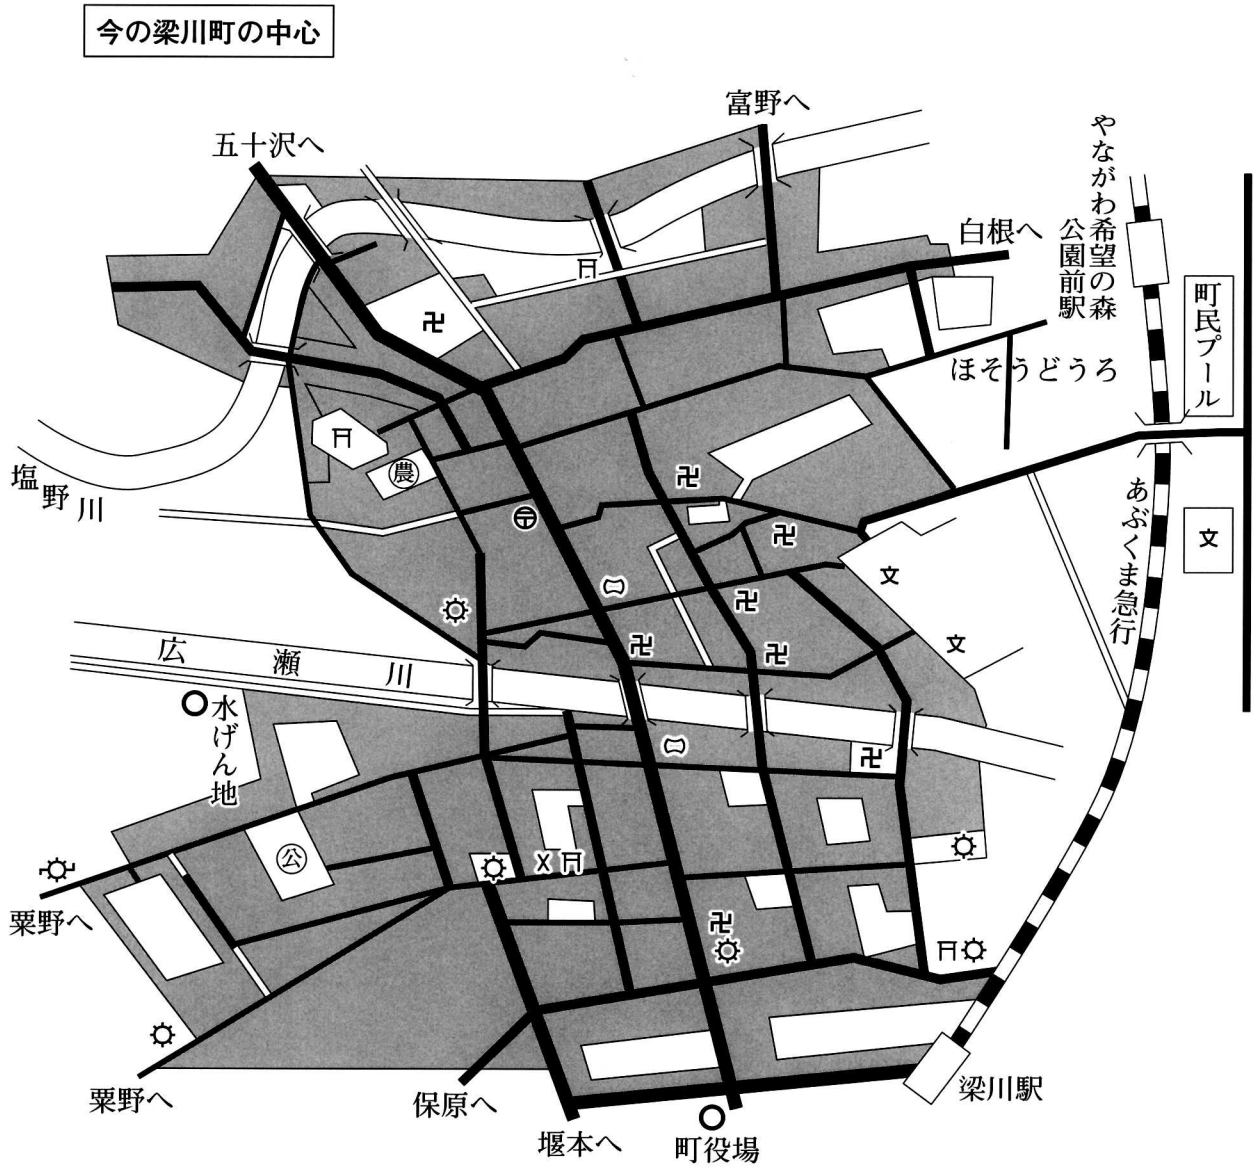 今の梁川町の中心
富野へ
五十沢へ
やながわ希望の森
公園前駅
白根へ
町民プール
ほそうどうろ
農
塩野川
〒
文
あぶくま急行
文
文
広瀬川
水げん地
公
X
粟野へ
粟野へ
保原へ
堰本へ
町役場
梁川駅